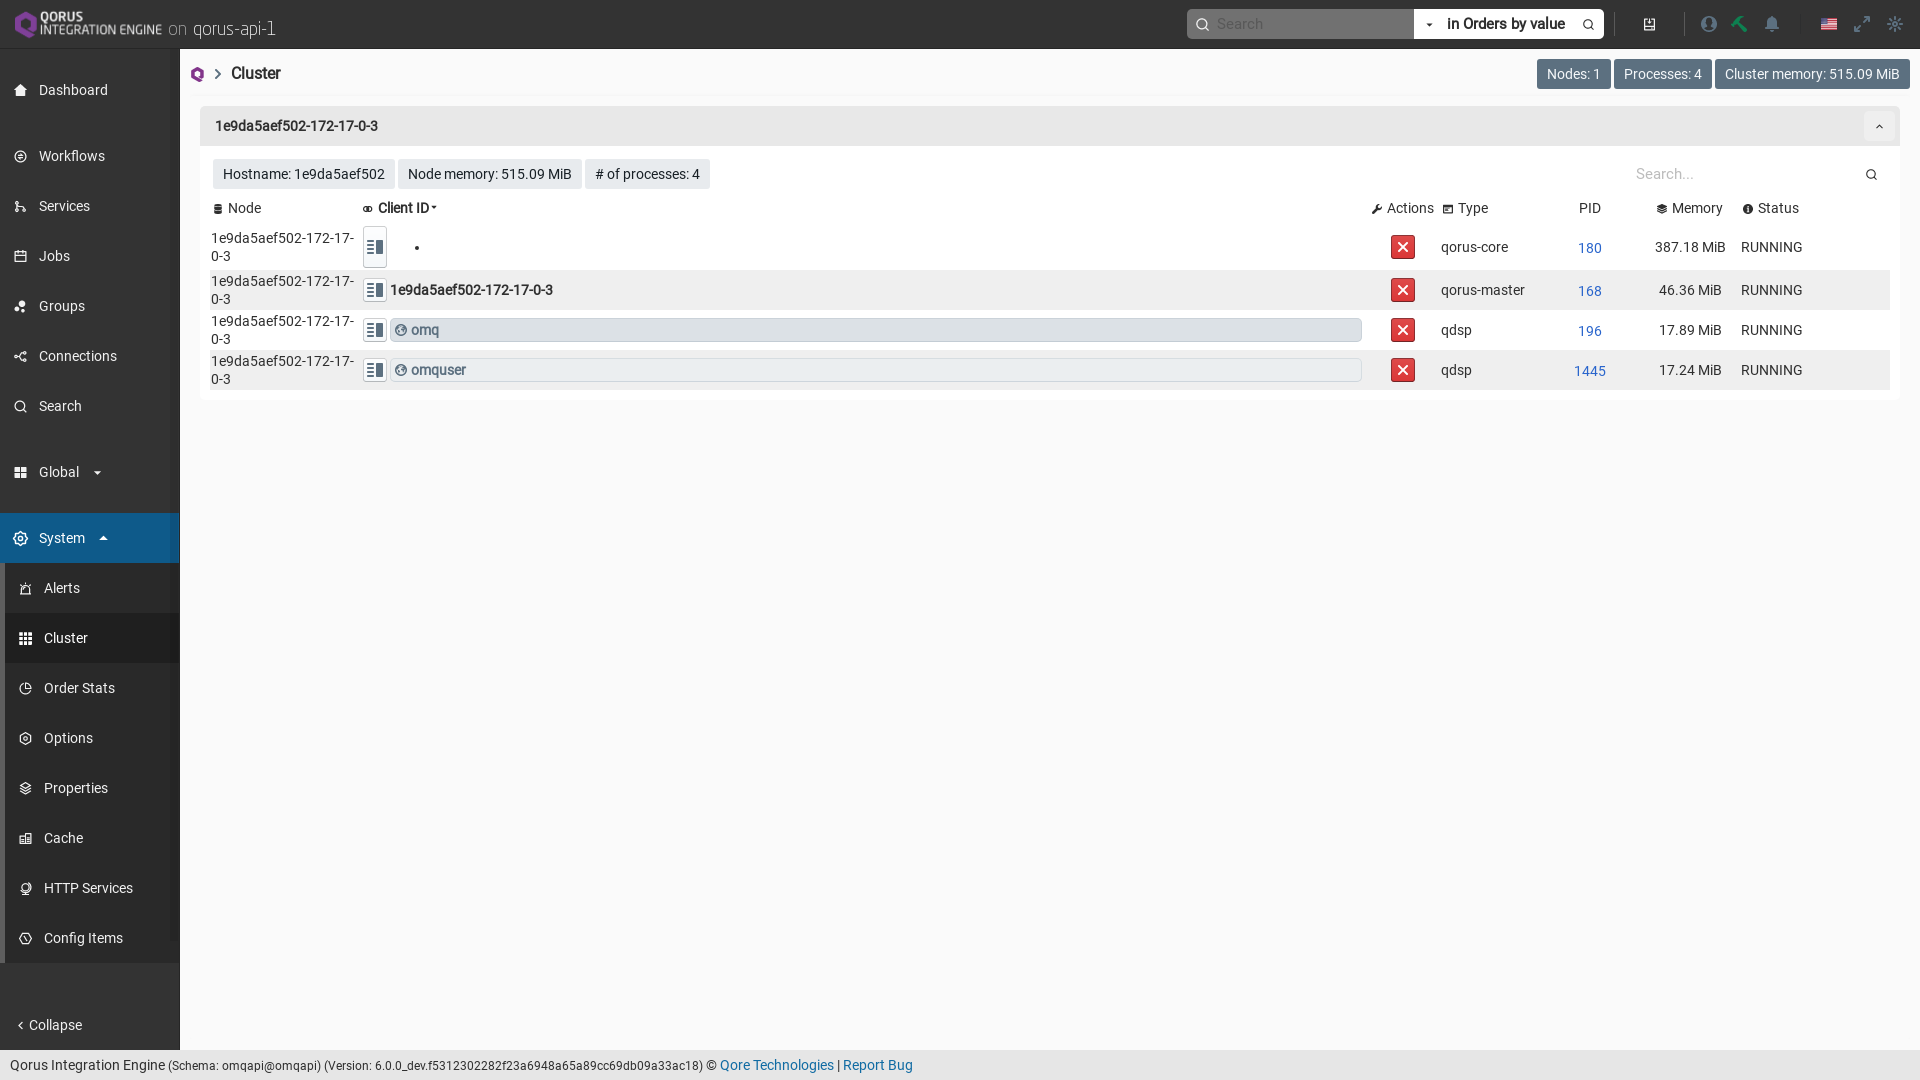 QORUS
INTEGRATION ENGINE on qorus-api-1
Search
in Orders by value
Dashboard
Workflows
Services
Jobs
Groups
Connections
Search
Global
System
Alerts
Cluster
Order Stats
Options
Properties
Cache
HTTP Services
Config Items
Collapse
Cluster
Nodes: 1
Processes: 4
Cluster memory: 515.09 MiB
1e9da5aef502-172-17-0-3
Hostname: 1e9da5aef502
Node memory: 515.09 MiB
# of processes: 4
Search...
Node Client ID Actions Type PID Memory Status
1e9da5aef502-172-17-
0-3
qorus-core 180 387.18 MiB RUNNING
1e9da5aef502-172-17-
0-3
1e9da5aef502-172-17-0-3 qorus-master 168 46.36 MiB RUNNING
1e9da5aef502-172-17-
0-3
omq qdsp 196 17.89 MiB RUNNING
1e9da5aef502-172-17-
0-3
omquser qdsp 1445 17.24 MiB RUNNING
Qorus Integration Engine (Schema: omqapi@omqapi) (Version: 6.0.0_dev.f5312302282f23a6948a65a89cc69db09a33ac18) © Qore Technologies | Report Bug